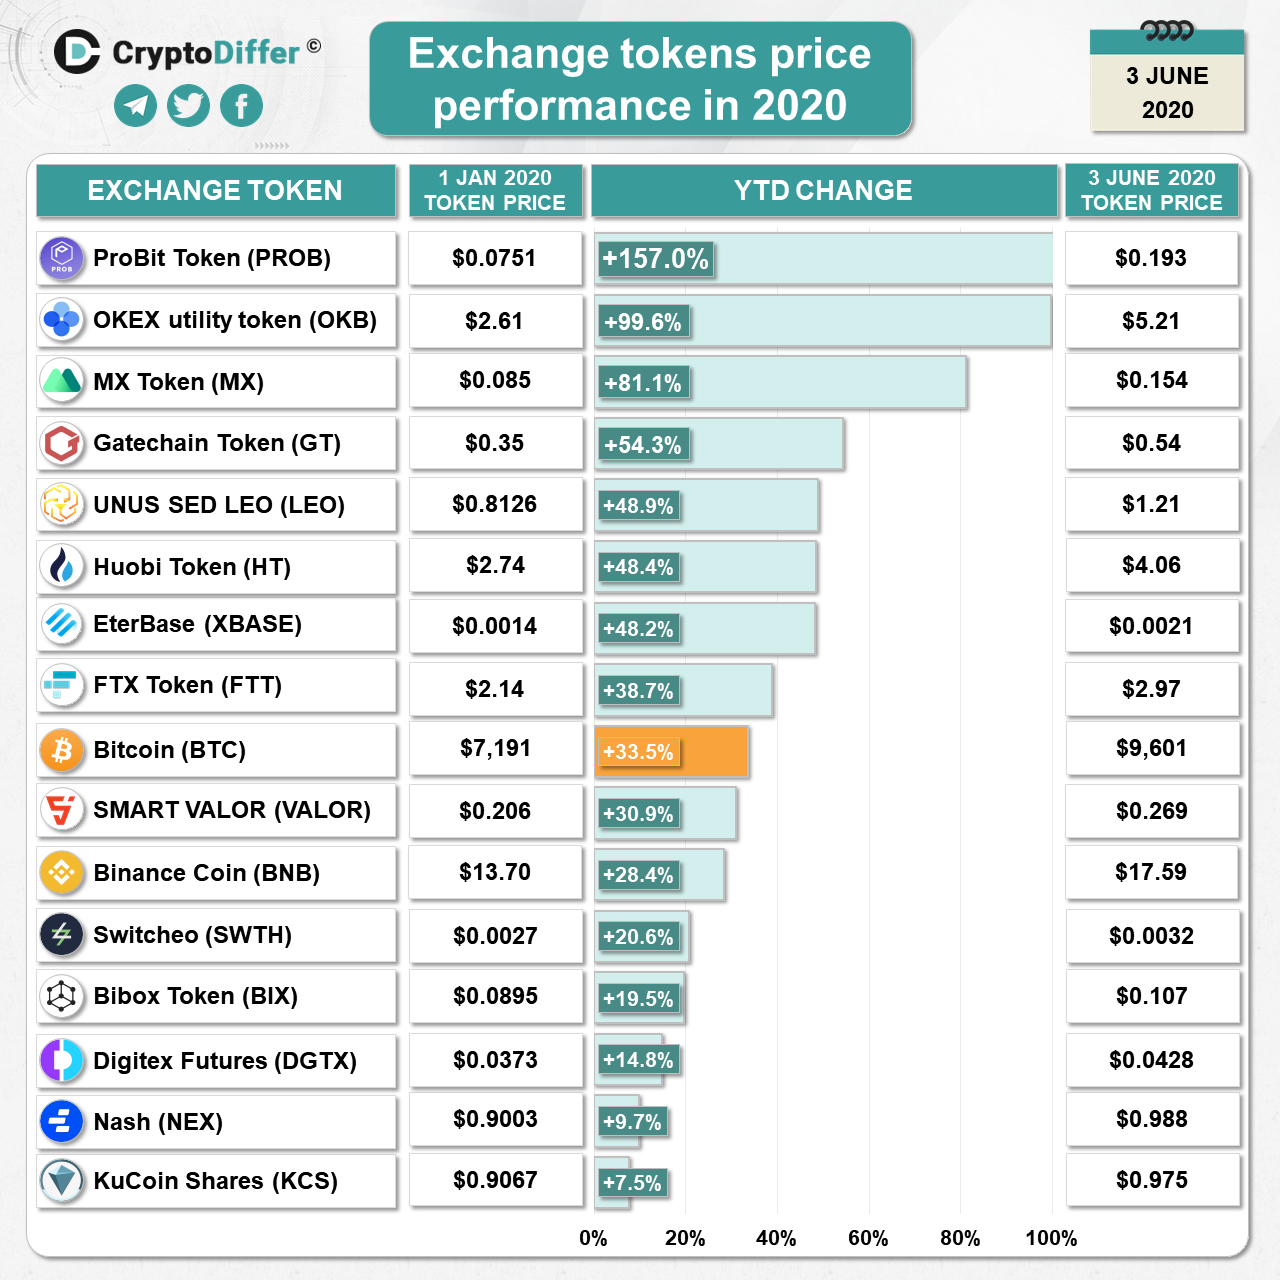 CryptoDiffer ©
Exchange tokens price
performance in 2020
3 JUNE
2020
EXCHANGE TOKEN
1 JAN 2020
TOKEN PRICE
YTD CHANGE
3 JUNE 2020
TOKEN PRICE
PROB
ProBit Token (PROB) $0.0751 +157.0% $0.193
OKEX utility token (OKB) $2.61 +99.6% $5.21
MX Token (MX) $0.085 +81.1% $0.154
Gatechain Token (GT) $0.35 +54.3% $0.54
UNUS SED LEO (LEO) $0.8126 +48.9% $1.21
Huobi Token (HT) $2.74 +48.4% $4.06
EterBase (XBASE) $0.0014 +48.2% $0.0021
FTX Token (FTT) $2.14 +38.7% $2.97
Bitcoin (BTC) $7,191 +33.5% $9,601
SMART VALOR (VALOR) $0.206 +30.9% $0.269
Binance Coin (BNB) $13.70 +28.4% $17.59
Switcheo (SWTH) $0.0027 +20.6% $0.0032
Bibox Token (BIX) $0.0895 +19.5% $0.107
Digitex Futures (DGTX) $0.0373 +14.8% $0.0428
Nash (NEX) $0.9003 +9.7% $0.988
KuCoin Shares (KCS) $0.9067 +7.5% $0.975
0% 20% 40% 60% 80% 100%